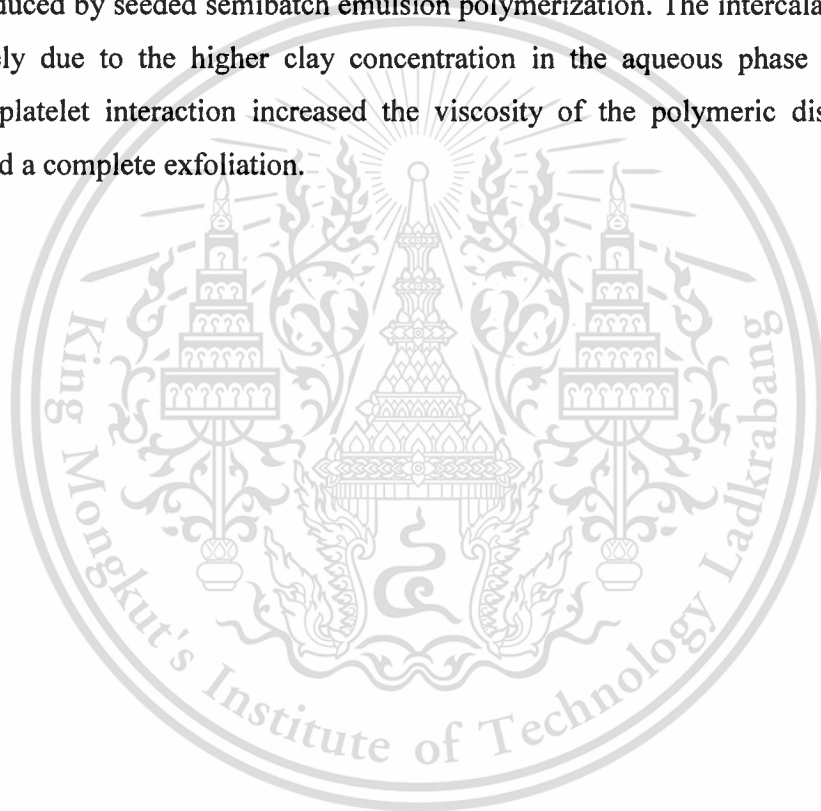 duced by seeded semibatch emulsion polymerization. The intercala
ely due to the higher clay concentration in the aqueous phase
platelet interaction increased the viscosity of the polymeric dis
d a complete exfoliation.
King Mongkut's Institute of Technology Ladkrabang